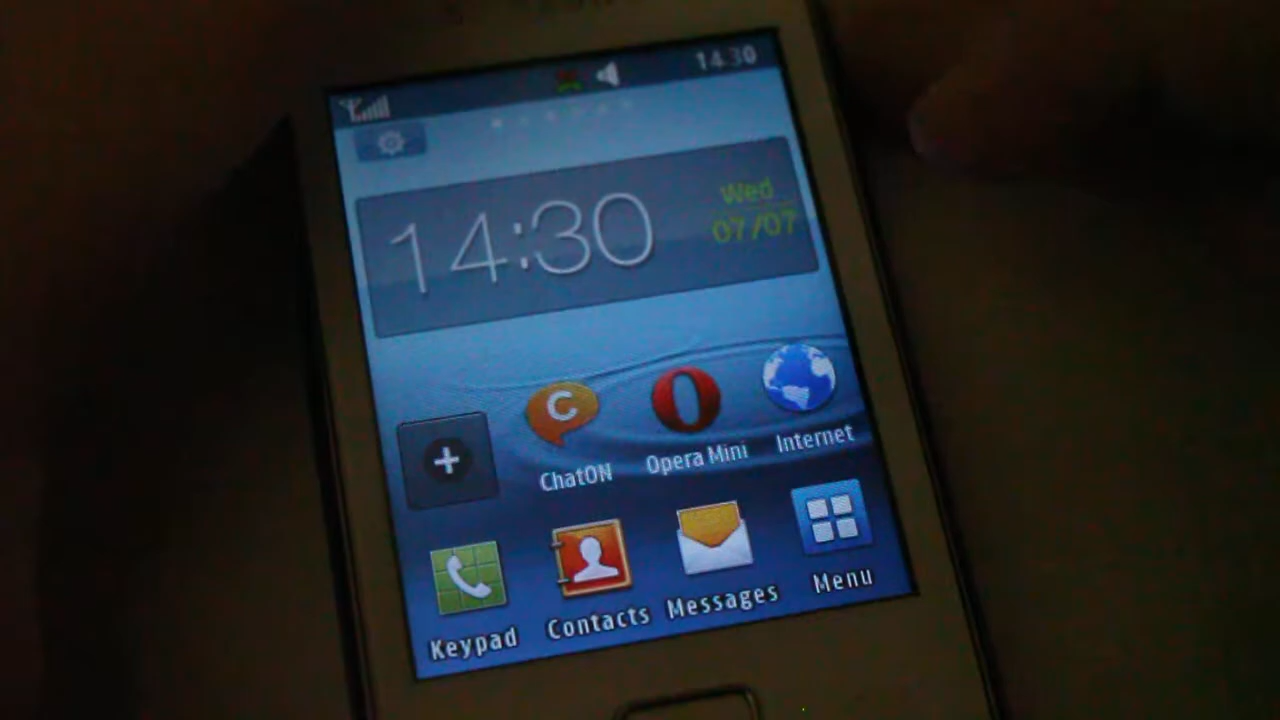 14:30
14:30
Wed
07/07
C
ChatON
Opera Mini
Internet
Keypad
Contacts
Messages
Menu